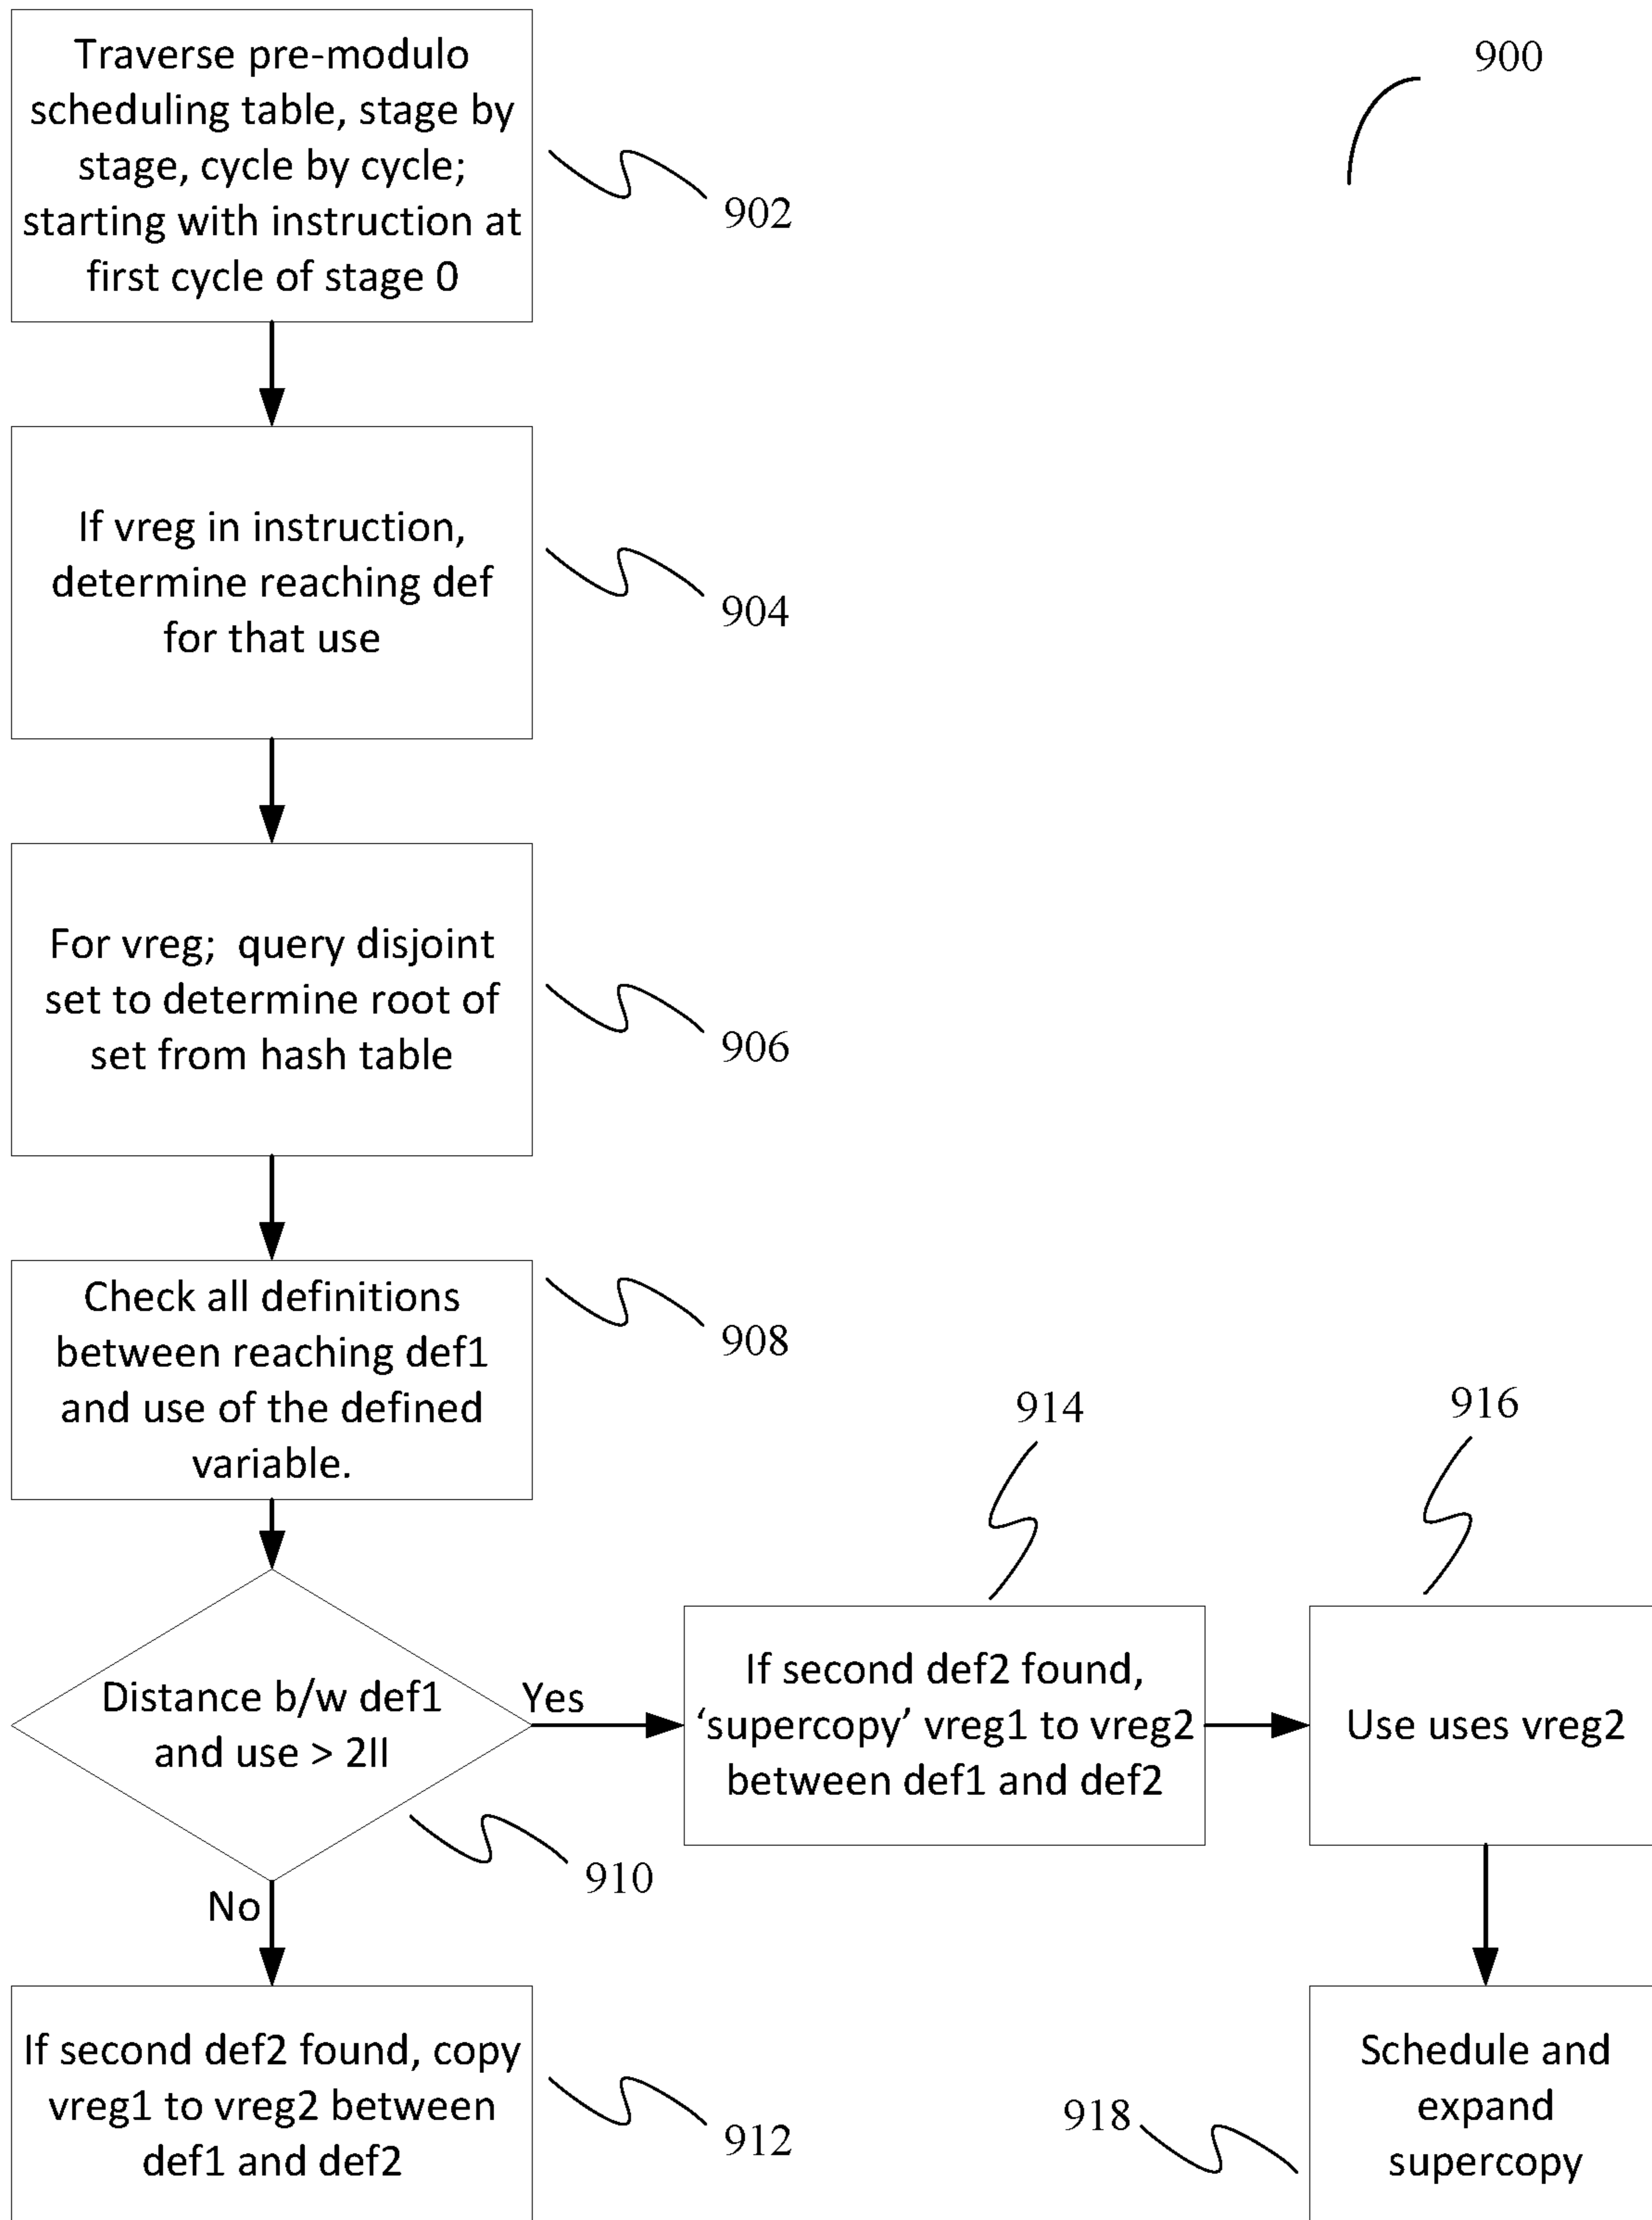 Traverse pre-modulo
scheduling table, stage by
stage, cycle by cycle;
starting with instruction at
first cycle of stage 0
902
900
If vreg in instruction,
determine reaching def
for that use
904
For vreg; query disjoint
set to determine root of
set from hash table
906
Check all definitions
between reaching def1
and use of the defined
variable.
908
Distance b/w def1
and use > 2II
910
Yes
No
914
If second def2 found,
‘supercopy’ vreg1 to vreg2
between def1 and def2
916
Use uses vreg2
If second def2 found, copy
vreg1 to vreg2 between
def1 and def2
912
918
Schedule and
expand
supercopy